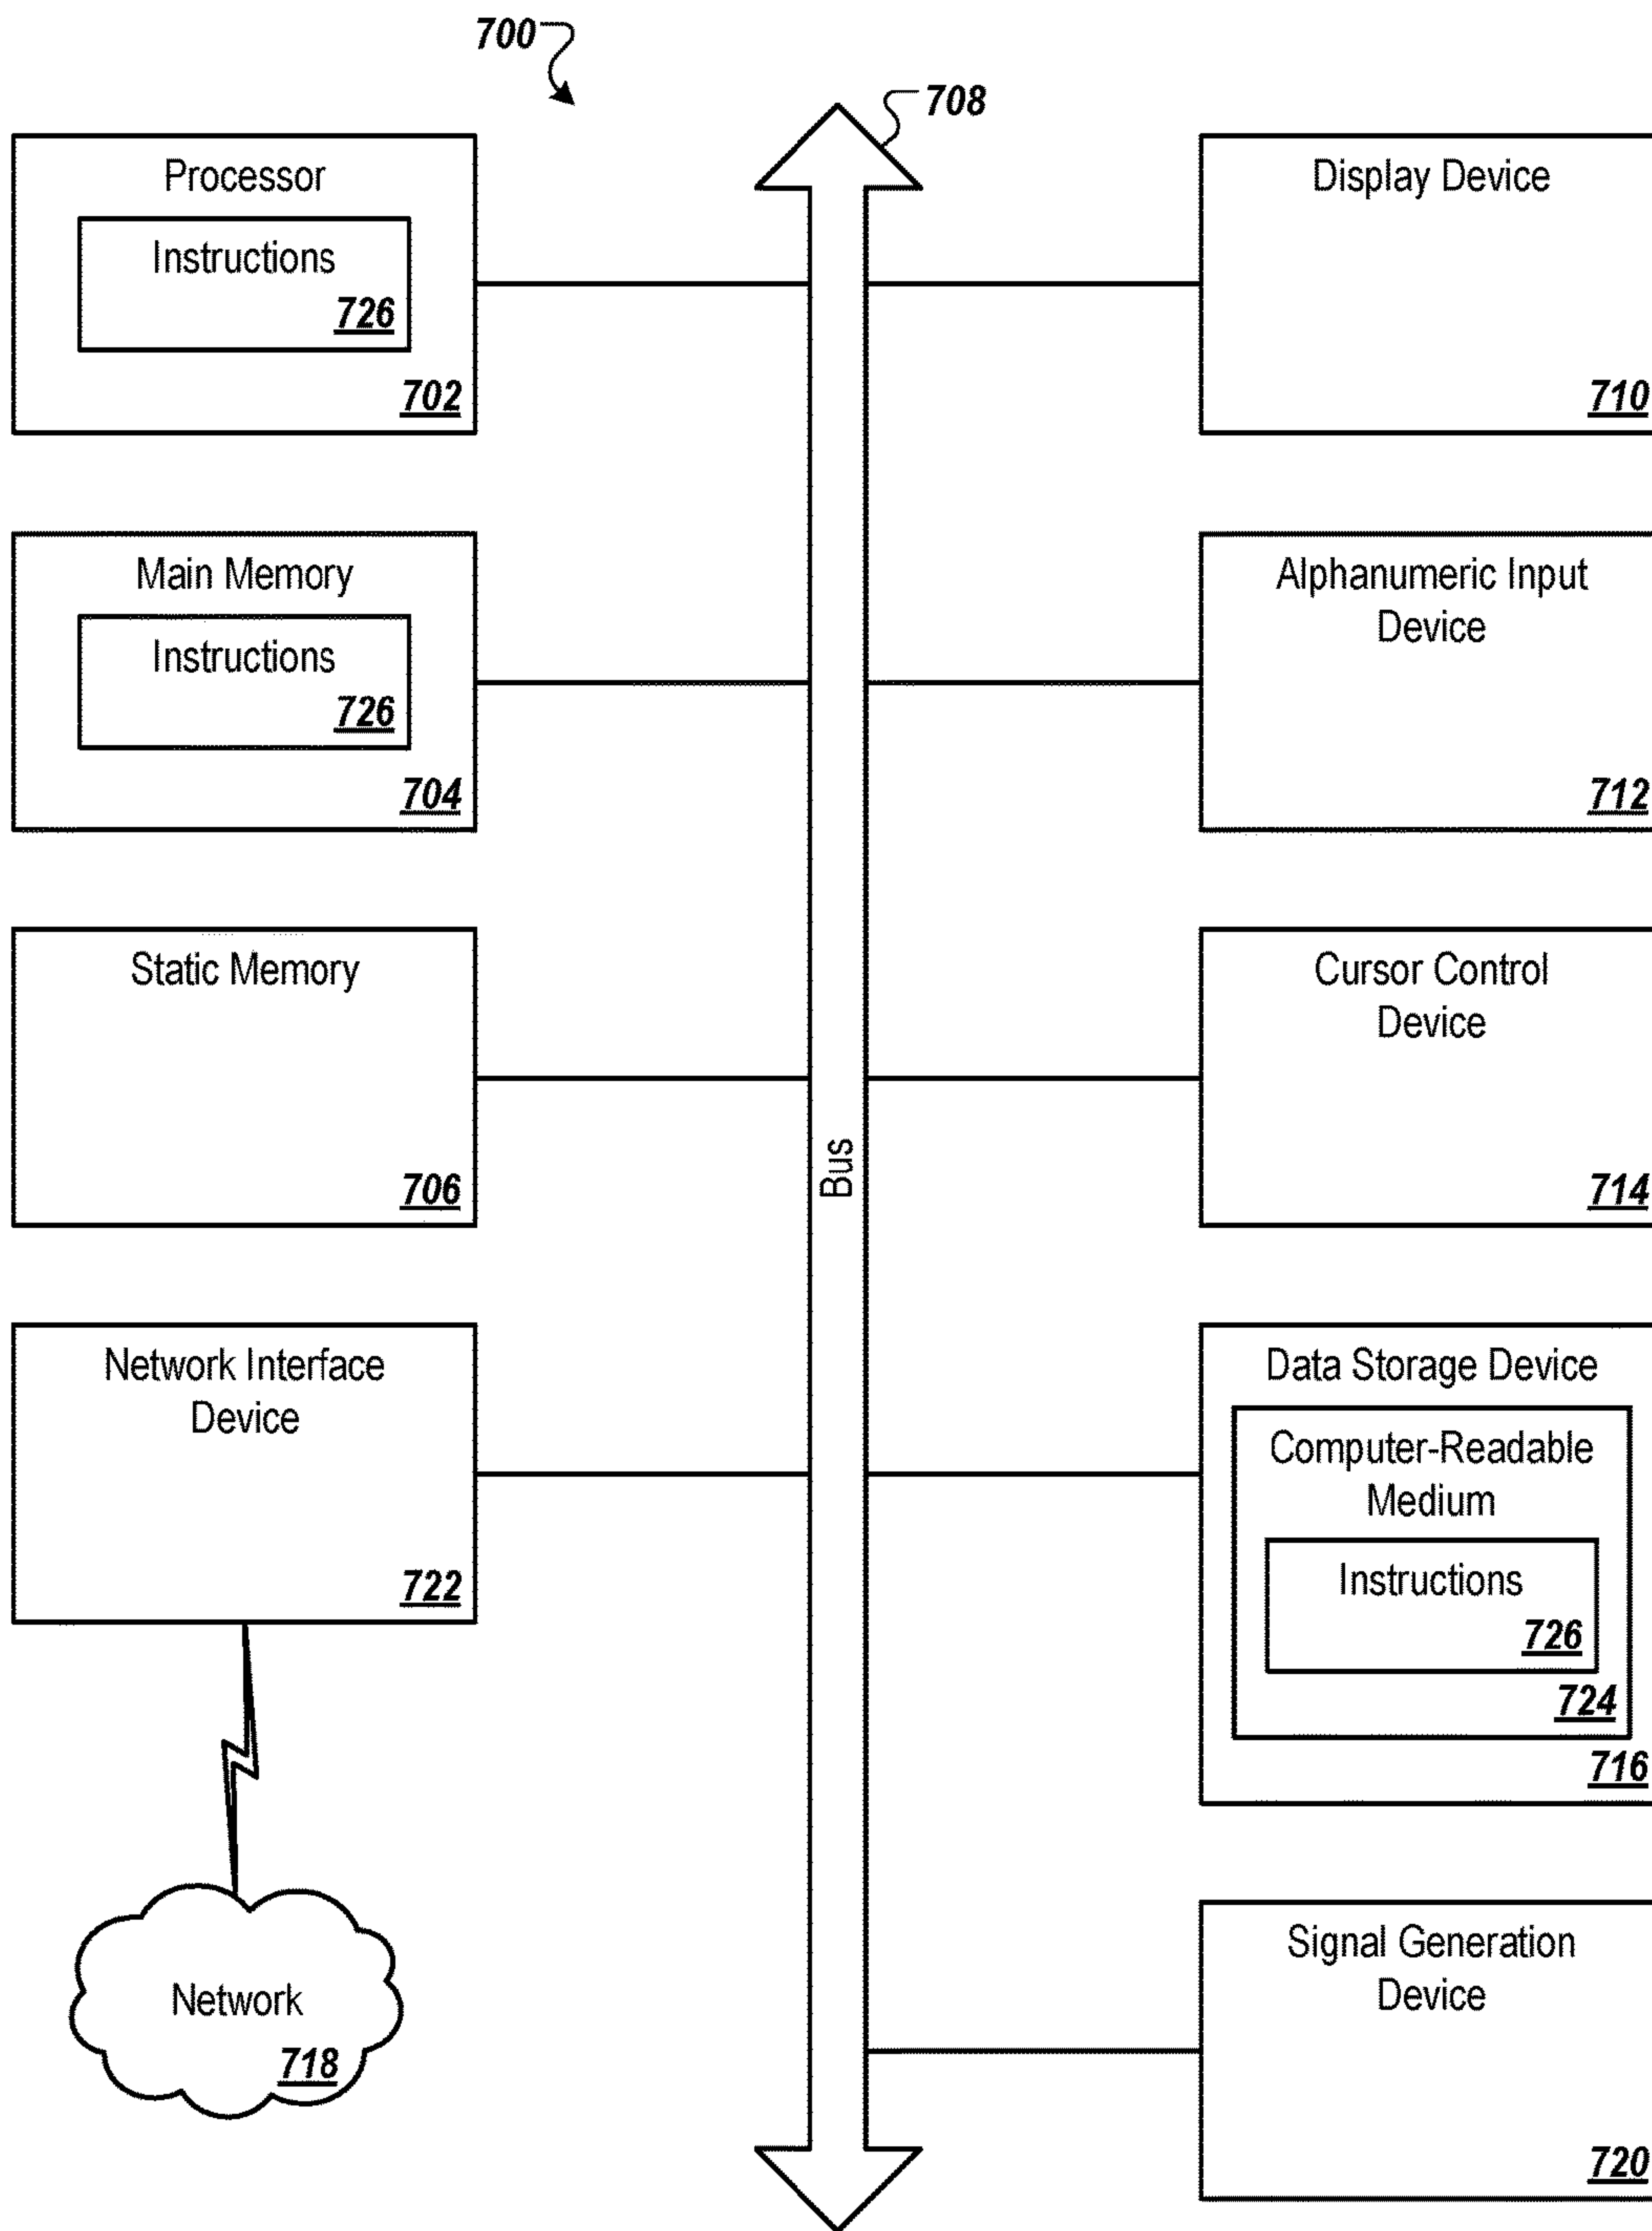 700
708
Processor
Instructions
726
702
Main Memory
Instructions
726
704
Static Memory
706
Network Interface
Device
722
Network
718
Bus
Display Device
710
Alphanumeric Input
Device
712
Cursor Control
Device
714
Data Storage Device
Computer-Readable
Medium
Instructions
726
724
716
Signal Generation
Device
720